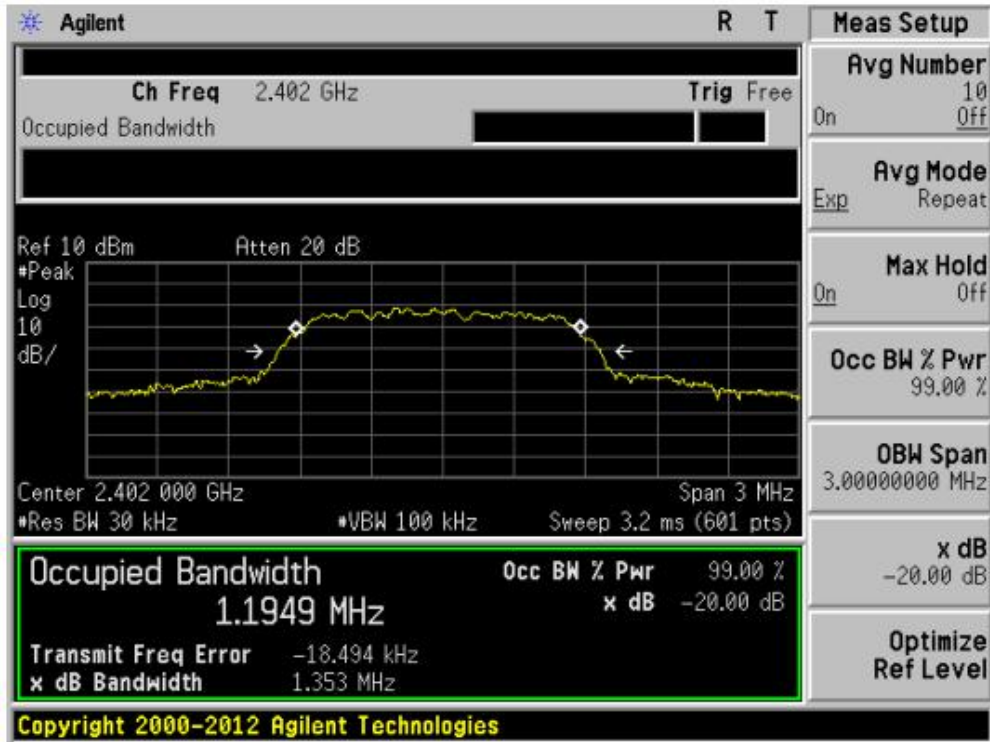 Agilent R T
Ch Freq 2.402 GHz Trig Free
Occupied Bandwidth
Ref 10 dBm Atten 20 dB
#Peak
Log
10
dB/
Center 2.402 000 GHz Span 3 MHz
#Res BW 30 kHz #VBW 100 kHz Sweep 3.2 ms (601 pts)
Occupied Bandwidth Occ BW % Pwr 99.00 %
1.1949 MHz x dB -20.00 dB
Transmit Freq Error -18.494 kHz
x dB Bandwidth 1.353 MHz
Copyright 2000-2012 Agilent Technologies
Meas Setup
Avg Number
10
On Off
Avg Mode
Exp Repeat
Max Hold
On Off
Occ BW % Pwr
99.00 %
OBW Span
3.00000000 MHz
x dB
-20.00 dB
Optimize
Ref Level